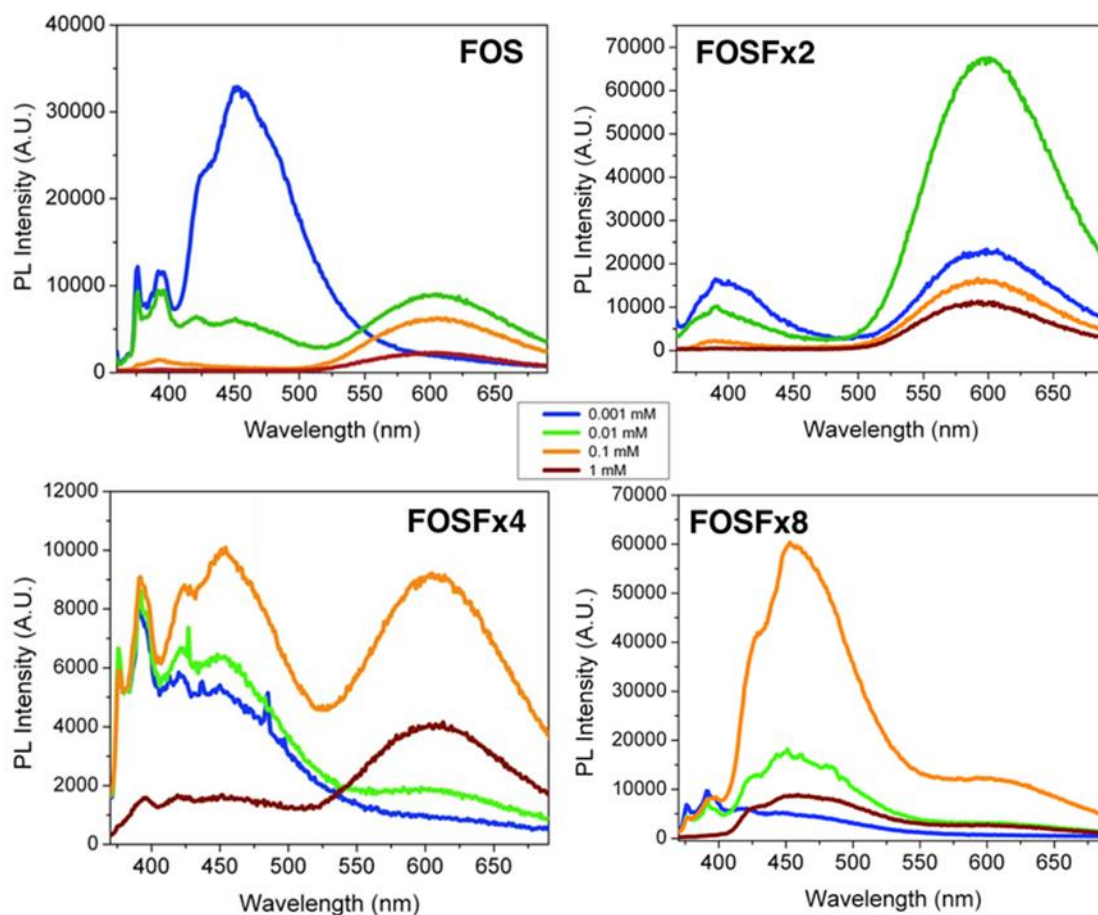 FOS
PL Intensity (A.U.)
40000
30000
20000
10000
0
400 450 500 550 600 650
Wavelength (nm)
FOSFx2
PL Intensity (A.U.)
70000
60000
50000
40000
30000
20000
10000
0
400 450 500 550 600 650
Wavelength (nm)
0.001 mM
0.01 mM
0.1 mM
1 mM
FOSFx4
PL Intensity (A.U.)
12000
10000
8000
6000
4000
2000
0
400 450 500 550 600 650
Wavelength (nm)
FOSFx8
PL Intensity (A.U.)
70000
60000
50000
40000
30000
20000
10000
0
400 450 500 550 600 650
Wavelength (nm)